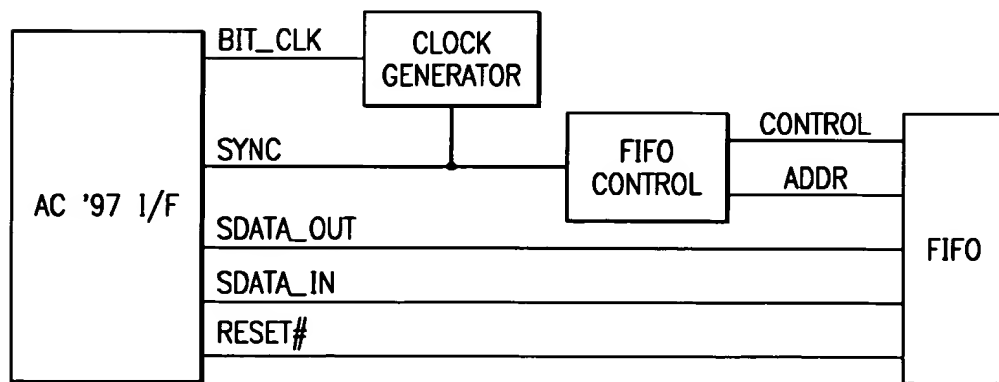 BIT_CLK
CLOCK
GENERATOR
SYNC
FIFO
CONTROL
CONTROL
ADDR
AC '97 I/F
SDATA_OUT
FIFO
SDATA_IN
RESET#